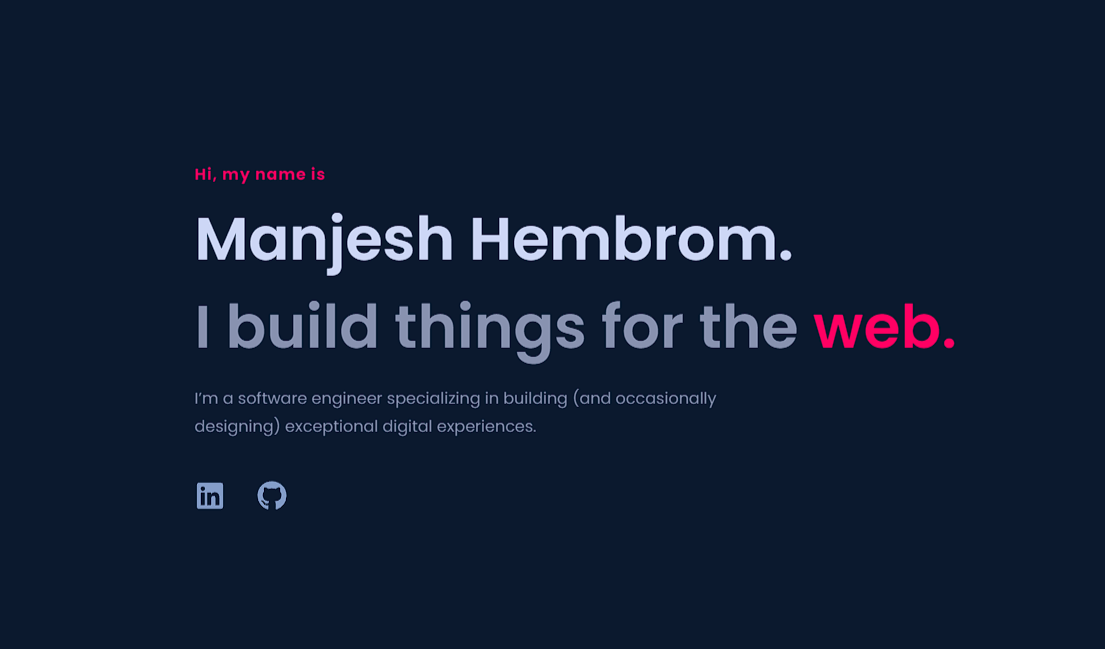 Hi, my name is
Manjesh Hembrom.
I build things for the web.
I’m a software engineer specializing in building (and occasionally
designing) exceptional digital experiences.
in